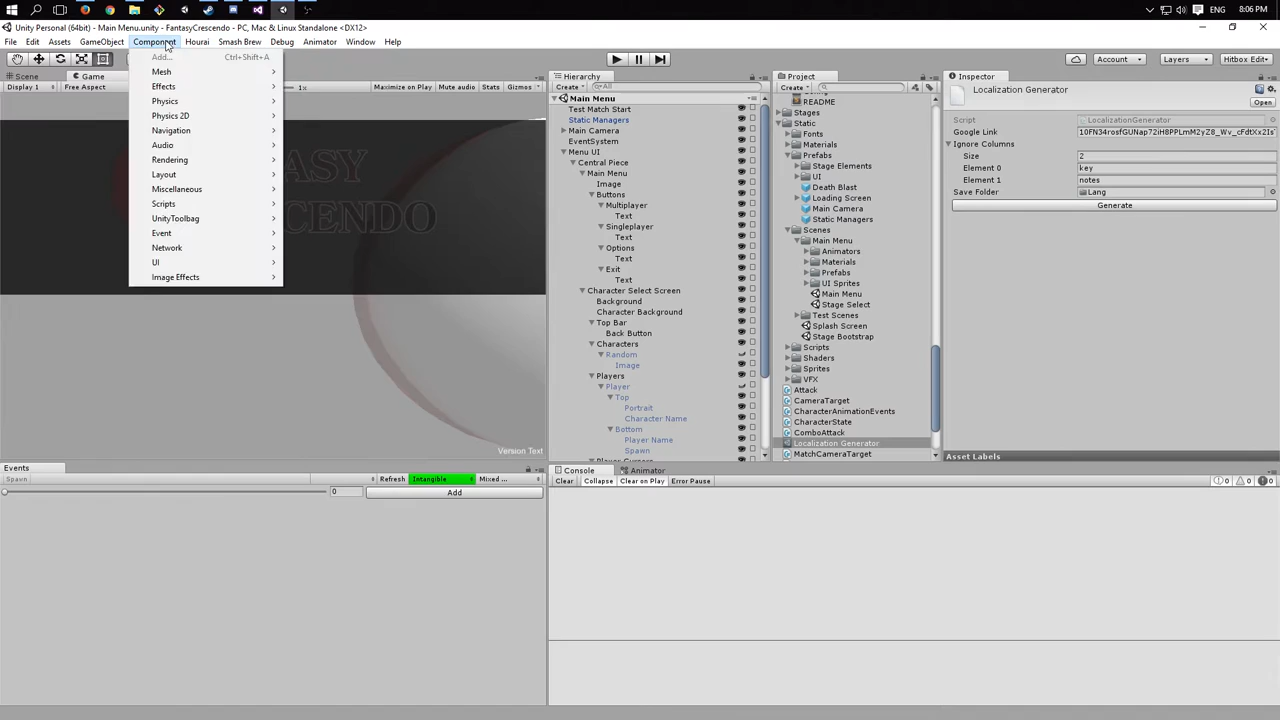 8:06 PM
ENG
Unity Personal (64bit) - Main Menu.unity - FantasyCrescendo - PC, Mac & Linux Standalone <DX12>
File Edit Assets GameObject Component Hourai Smash Brew Debug Animator Window Help
Account
Layers
Hitbox Edit
Add... Ctrl+Shift+A
Mesh
Effects
Physics
Physics 2D
Navigation
Audio
Rendering
Layout
Miscellaneous
Scripts
UnityToolbag
Event
Network
UI
Image Effects
Scene Game
Display 1 Free Aspect 1x Maximize on Play Mute audio Stats Gizmos
CENDO
Version Text
Events
Spawn Refresh Intangible Mixed ...
0 Add
Hierarchy
Create All
Main Menu
Test Match Start
Static Managers
Main Camera
EventSystem
Menu UI
Central Piece
Main Menu
Image
Buttons
Multiplayer
Text
Singleplayer
Text
Options
Text
Exit
Text
Character Select Screen
Background
Character Background
Top Bar
Back Button
Characters
Random
Image
Players
Player
Top
Portrait
Character Name
Bottom
Player Name
Spawn
Project
Create
README
Stages
Static
Fonts
Materials
Prefabs
Stage Elements
UI
Death Blast
Loading Screen
Main Camera
Static Managers
Scenes
Main Menu
Animators
Materials
Prefabs
UI Sprites
Main Menu
Stage Select
Test Scenes
Splash Screen
Stage Bootstrap
Scripts
Shaders
Sprites
VFX
Attack
CameraTarget
CharacterAnimationEvents
CharacterState
ComboAttack
Localization Generator
MatchCameraTarget
Inspector
Localization Generator
Open
Script LocalizationGenerator
Google Link
Ignore Columns
Size 2
Element 0 key
Element 1 notes
Save Folder Lang
Generate
Asset Labels
Console Animator
Clear Collapse Clear on Play Error Pause 0 0 0